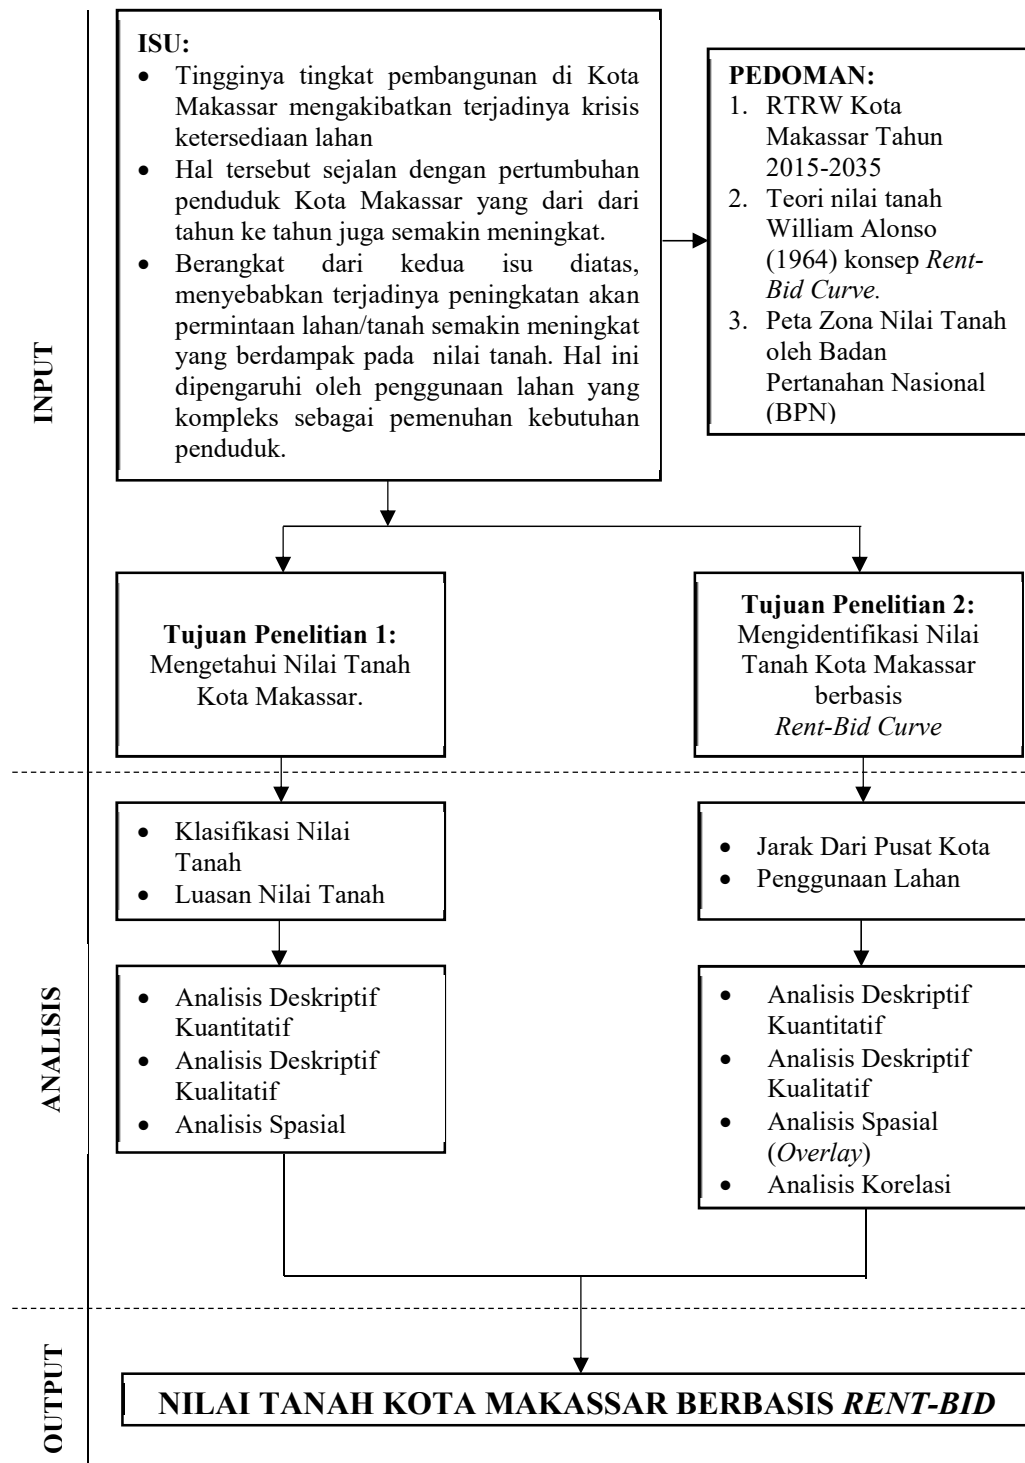 INPUT
ISU:
• Tingginya tingkat pembangunan di Kota
Makassar mengakibatkan terjadinya krisis
ketersediaan lahan
• Hal tersebut sejalan dengan pertumbuhan
penduduk Kota Makassar yang dari dari
tahun ke tahun juga semakin meningkat.
• Berangkat dari kedua isu diatas,
menyebabkan terjadinya peningkatan akan
permintaan lahan/tanah semakin meningkat
yang berdampak pada nilai tanah. Hal ini
dipengaruhi oleh penggunaan lahan yang
kompleks sebagai pemenuhan kebutuhan
penduduk.
PEDOMAN:
1. RTRW Kota
Makassar Tahun
2015-2035
2. Teori nilai tanah
William Alonso
(1964) konsep Rent-
Bid Curve.
3. Peta Zona Nilai Tanah
oleh Badan
Pertanahan Nasional
(BPN)
Tujuan Penelitian 1:
Mengetahui Nilai Tanah
Kota Makassar.
Tujuan Penelitian 2:
Mengidentifikasi Nilai
Tanah Kota Makassar
berbasis
Rent-Bid Curve
ANALISIS
• Klasifikasi Nilai
Tanah
• Luasan Nilai Tanah
• Jarak Dari Pusat Kota
• Penggunaan Lahan
• Analisis Deskriptif
Kuantitatif
• Analisis Deskriptif
Kualitatif
• Analisis Spasial
• Analisis Deskriptif
Kuantitatif
• Analisis Deskriptif
Kualitatif
• Analisis Spasial
(Overlay)
• Analisis Korelasi
OUTPUT
NILAI TANAH KOTA MAKASSAR BERBASIS RENT-BID